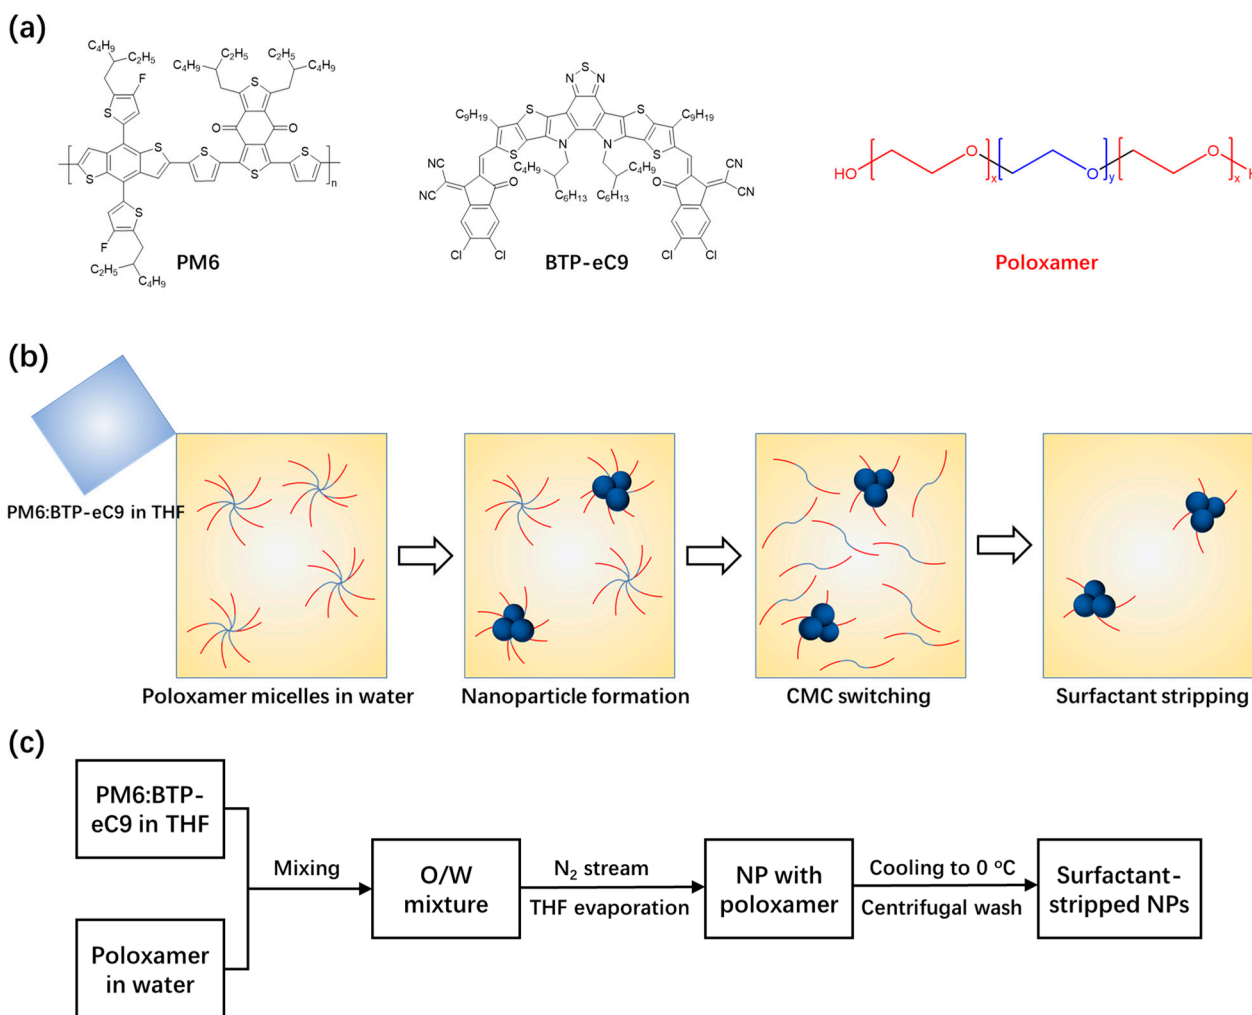 (a)
C4H9
C2H5
F
S
C2H5
C4H9
S
C2H5
C4H9
O
O
S
S
S
S
S
[
]n
S
F
C2H5
C4H9
PM6
S
N
N
C9H19
S
S
C9H19
S
N
N
S
C4H9
C6H13
C4H9
C6H13
CN
NC
O
Cl
Cl
CN
CN
O
Cl
Cl
BTP-eC9
HO
[
O
]x
[
O
]y
[
O
]x
H
Poloxamer
(b)
PM6:BTP-eC9 in THF
Poloxamer micelles in water
Nanoparticle formation
CMC switching
Surfactant stripping
(c)
PM6:BTP-
eC9 in THF
Poloxamer
in water
Mixing
O/W
mixture
N2 stream
THF evaporation
NP with
poloxamer
Cooling to 0 °C
Centrifugal wash
Surfactant-
stripped NPs